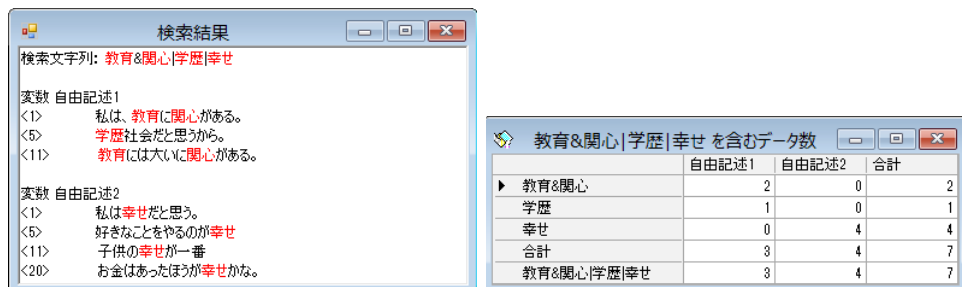 検索結果
検索文字列: 教育&関心|学歴|幸せ
変数 自由記述1
<1> 私は、教育に関心がある。
<5> 学歴社会だと思うから。
<11> 教育には大いに関心がある。
変数 自由記述2
<1> 私は幸せだと思う。
<5> 好きなことをやるのが幸せ
<11> 子供の幸せが一番
<20> お金はあったほうが幸せかな。
教育&関心|学歴|幸せ を含むデータ数
自由記述1 自由記述2 合計
教育&関心 2 0 2
学歴 1 0 1
幸せ 0 4 4
合計 3 4 7
教育&関心|学歴|幸せ 3 4 7